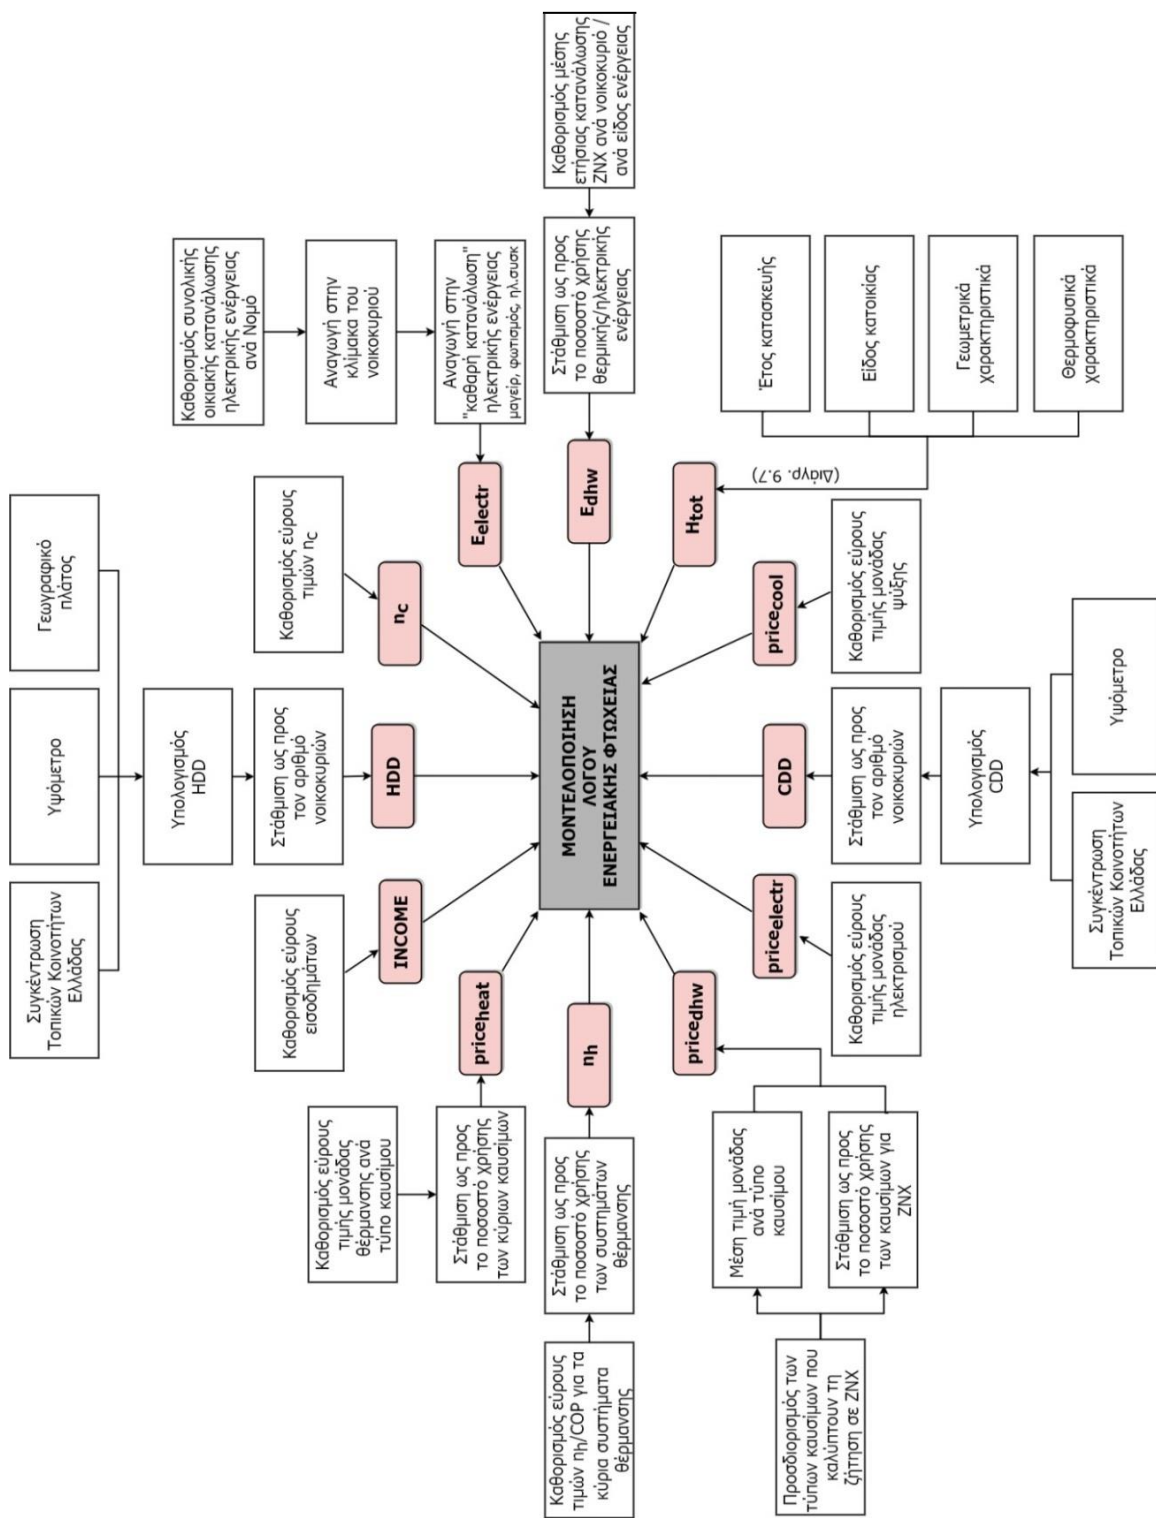 Συγκέντρωση
Τοπικών Κοινοτήτων
Ελλάδας
Υψόμετρο
Γεωγραφικό
πλάτος
Υπολογισμός
HDD
Στάθμιση ως προς
τον αριθμό
νοικοκυριών
HDD
Καθορισμός εύρους
εισοδημάτων
INCOME
Καθορισμός εύρους
τιμών nc
nc
Καθορισμός συνολικής
οικιακής κατανάλωσης
ηλεκτρικής ενέργειας
ανά Νομό
Αναγωγή στην
κλίμακα του
νοικοκυριού
Αναγωγή στην
"καθαρή κατανάλωση"
ηλεκτρικής ενέργειας
μαγείρ, φωτισμός, ηλ.συσκ
Eelectr
Καθορισμός εύρους
τιμής μονάδας
θέρμανσης ανά
τύπο καυσίμου
Στάθμιση ως προς
το ποσοστό χρήσης
των κύριων καυσίμων
priceheat
Καθορισμός εύρους
τιμών nh/COP για τα
κύρια συστήματα
θέρμανσης
Στάθμιση ως προς
το ποσοστό χρήσης
των συστημάτων
θέρμανσης
nh
ΜΟΝΤΕΛΟΠΟΙΗΣΗ
ΛΟΓΟΥ
ΕΝΕΡΓΕΙΑΚΗΣ ΦΤΩΧΕΙΑΣ
Edhw
Στάθμιση ως προς
το ποσοστό χρήσης
θερμικής/ηλεκτρικής
ενέργειας
Καθορισμός μέσης
ετήσιας κατανάλωσης
ΖΝΧ ανά νοικοκυριό /
ανά είδος ενέργειας
Προσδιορισμός των
τύπων καυσίμων που
καλύπτουν τη
ζήτηση σε ΖΝΧ
Μέση τιμή μονάδας
ανά τύπο
καυσίμου
Στάθμιση ως προς
το ποσοστό χρήσης
των καυσίμων για
ΖΝΧ
pricedhw
priceelectr
Καθορισμός εύρους
τιμής μονάδας
ηλεκτρισμού
CDD
Στάθμιση ως προς
τον αριθμό
νοικοκυριών
Υπολογισμός
CDD
Συγκέντρωση
Τοπικών Κοινοτήτων
Ελλάδας
Υψόμετρο
pricecool
Καθορισμός εύρους
τιμής μονάδας
ψύξης
Htot
(Διάγρ. 9.7)
Έτος κατασκευής
Είδος κατοικίας
Γεωμετρικά
χαρακτηριστικά
Θερμοφυσικά
χαρακτηριστικά